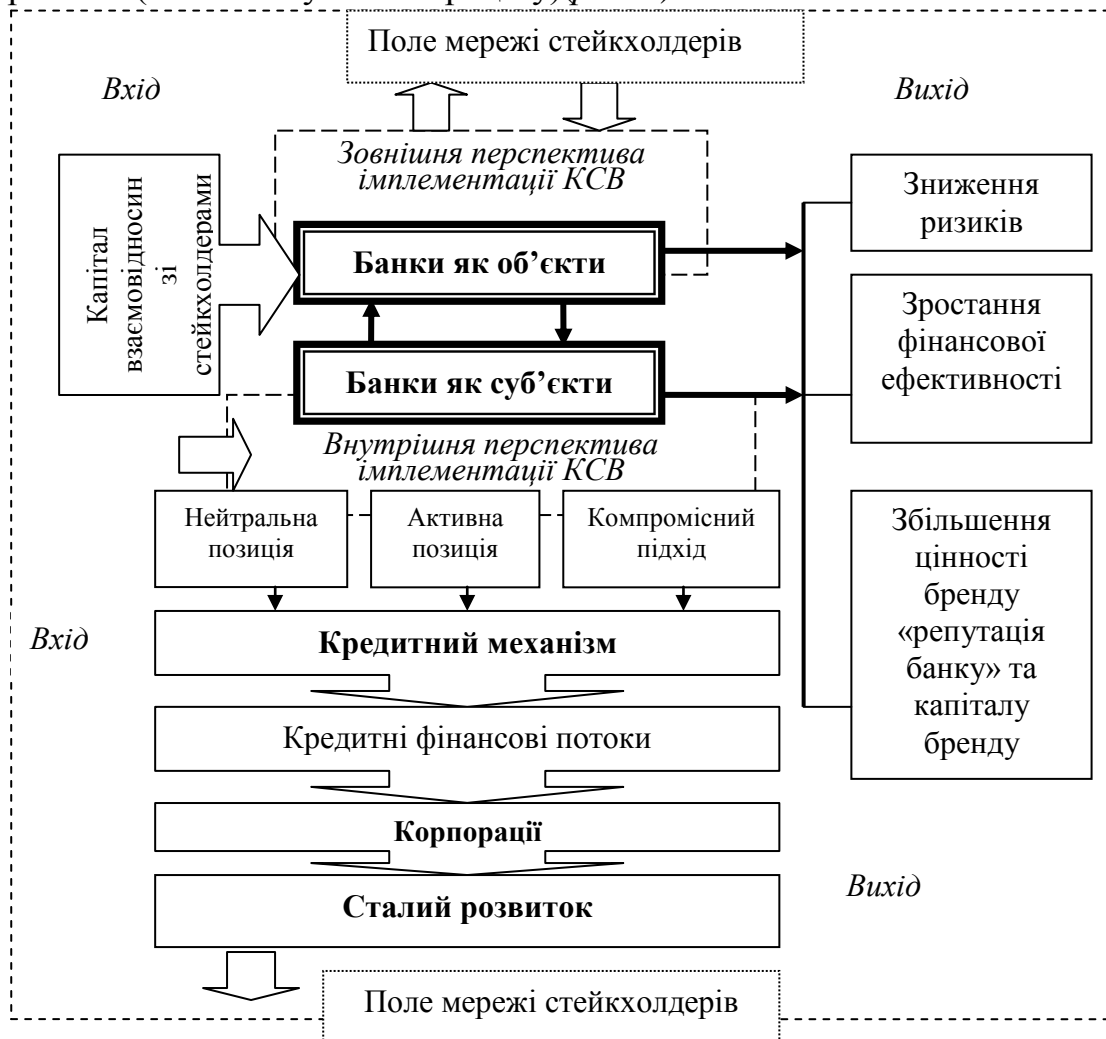 Поле мережі стейкхолдерів
Вхід
Вихід
Зовнішня перспектива
імплементації КСВ
Капітал
взаємовідносин
зі
стейкхолдерами
Банки як об’єкти
Зниження
ризиків
Банки як суб’єкти
Зростання
фінансової
ефективності
Внутрішня перспектива
імплементації КСВ
Нейтральна
позиція
Активна
позиція
Компромісний
підхід
Збільшення
цінності
бренду
«репутація
банку» та
капіталу
бренду
Вхід
Кредитний механізм
Кредитні фінансові потоки
Корпорації
Сталий розвиток
Вихід
Поле мережі стейкхолдерів